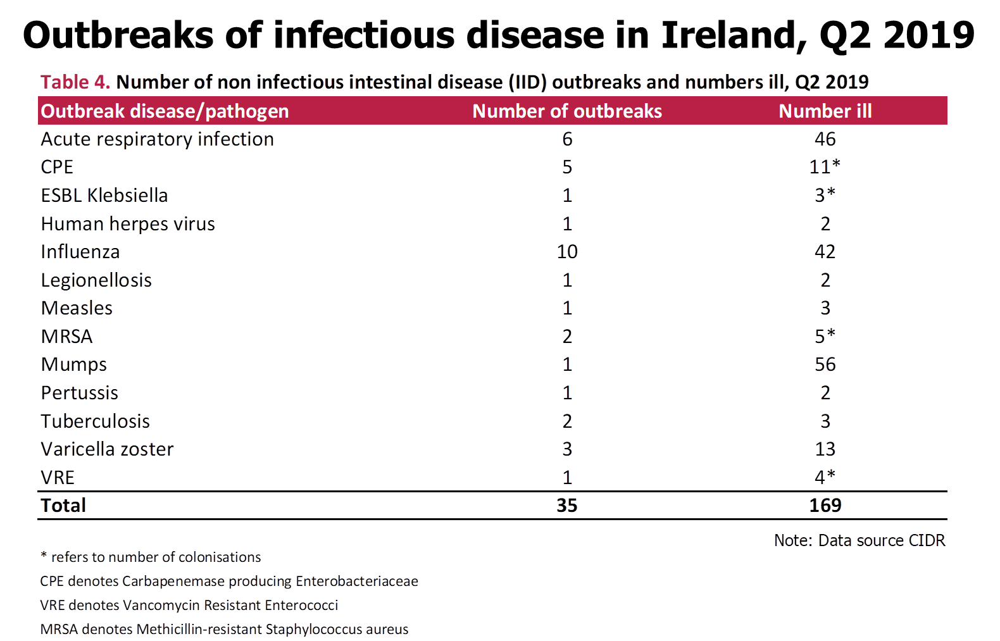 Outbreaks of infectious disease in Ireland, Q2 2019
Table 4. Number of non infectious intestinal disease (IID) outbreaks and numbers ill, Q2 2019
Outbreak disease/pathogen Number of outbreaks Number ill
Acute respiratory infection 6 46
CPE 5 11*
ESBL Klebsiella 1 3*
Human herpes virus 1 2
Influenza 10 42
Legionellosis 1 2
Measles 1 3
MRSA 2 5*
Mumps 1 56
Pertussis 1 2
Tuberculosis 2 3
Varicella zoster 3 13
VRE 1 4*
Total 35 169
Note: Data source CIDR
* refers to number of colonisations
CPE denotes Carbapenemase producing Enterobacteriaceae
VRE denotes Vancomycin Resistant Enterococci
MRSA denotes Methicillin-resistant Staphylococcus aureus